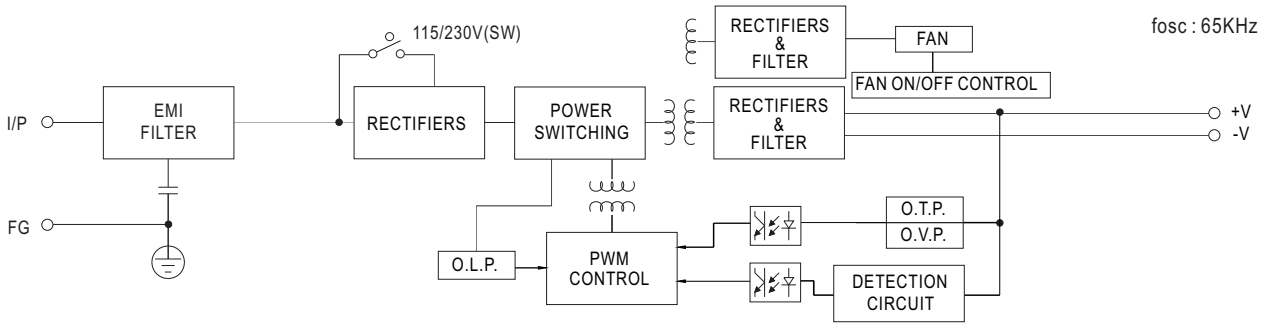 115/230V(SW)
RECTIFIERS
&
FILTER
FAN
fosc : 65KHz
FAN ON/OFF CONTROL
I/P
EMI
FILTER
RECTIFIERS
POWER
SWITCHING
RECTIFIERS
&
FILTER
+V
-V
FG
O.L.P.
PWM
CONTROL
O.T.P.
O.V.P.
DETECTION
CIRCUIT